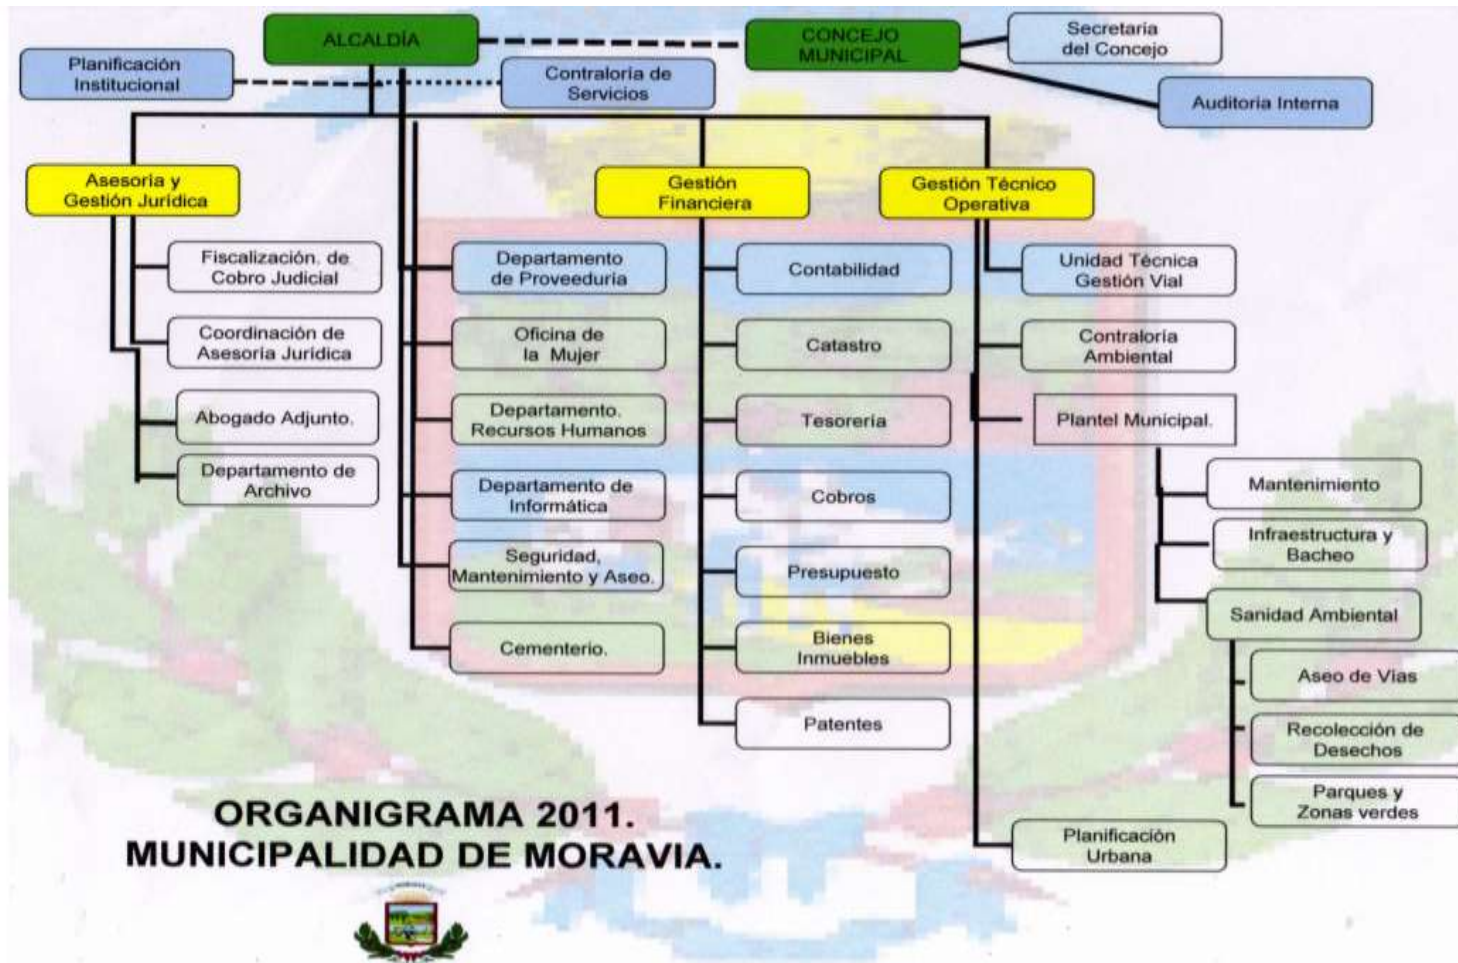 ALCALDÍA
CONCEJO
MUNICIPAL
Secretaría
del Concejo
Planificación
Institucional
Contraloría de
Servicios
Auditoria Interna
Asesoria y
Gestión Jurídica
Gestión
Financiera
Gestión Técnico
Operativa
Fiscalización. de
Cobro Judicial
Departamento
de Proveeduria
Contabilidad
Unidad Técnica
Gestión Vial
Coordinación de
Asesoría Jurídica
Oficina de
la Mujer
Catastro
Contraloría
Ambiental
Abogado Adjunto.
Departamento.
Recursos Humanos
Tesorería
Plantel Municipal.
Departamento de
Archivo
Departamento de
Informática
Cobros
Mantenimiento
Infraestructura y
Bacheo
Seguridad,
Mantenimiento y Aseo.
Presupuesto
Sanidad Ambiental
Cementerio.
Bienes
Inmuebles
Aseo de Vias
Patentes
Recolección de
Desechos
Parques y
Zonas verdes
Planificación
Urbana
ORGANIGRAMA 2011.
MUNICIPALIDAD DE MORAVIA.